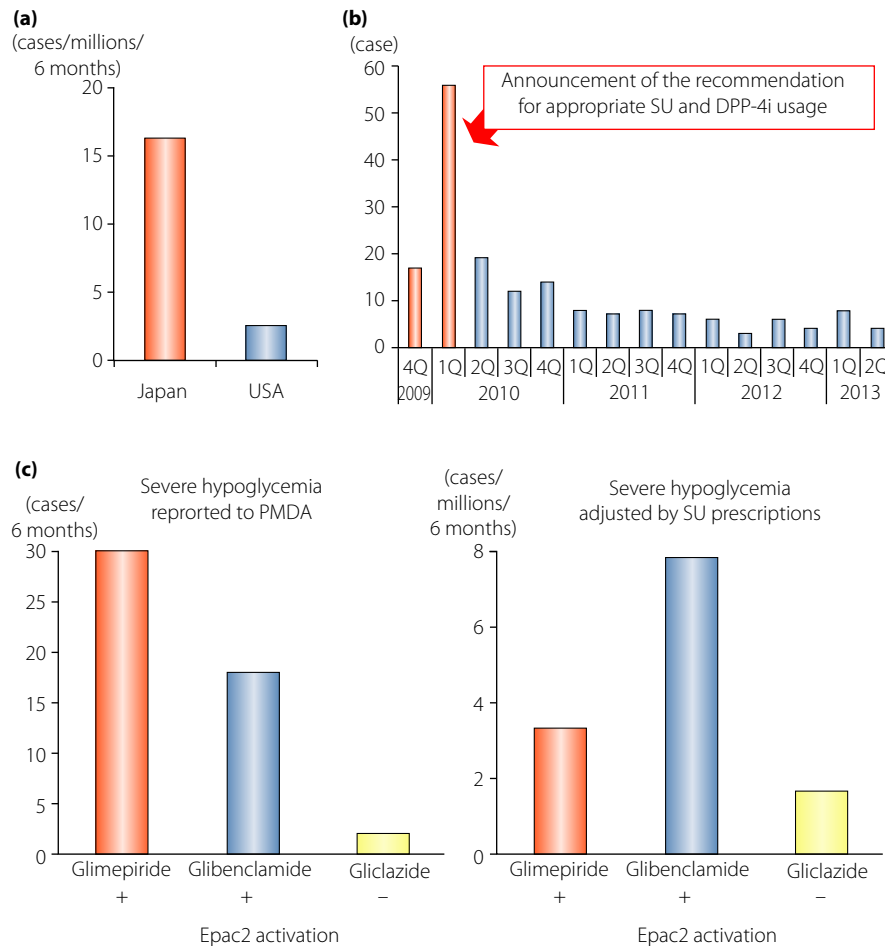 (a)
(cases/millions/
6 months)
20
15
10
5
0
Japan USA
(b)
(case)
60
50
40
30
20
10
0
Announcement of the recommendation
for appropriate SU and DPP-4i usage
4Q 1Q 2Q 3Q 4Q 1Q 2Q 3Q 4Q 1Q 2Q 3Q 4Q 1Q 2Q
2009 2010 2011 2012 2013
(c)
(cases/
6 months)
Severe hypoglycemia
reprorted to PMDA
30
25
20
15
10
5
0
Glimepiride Glibenclamide Gliclazide
+ + –
Epac2 activation
(cases/
millions/
6 months)
Severe hypoglycemia
adjusted by SU prescriptions
8
6
4
2
0
Glimepiride Glibenclamide Gliclazide
+ + –
Epac2 activation